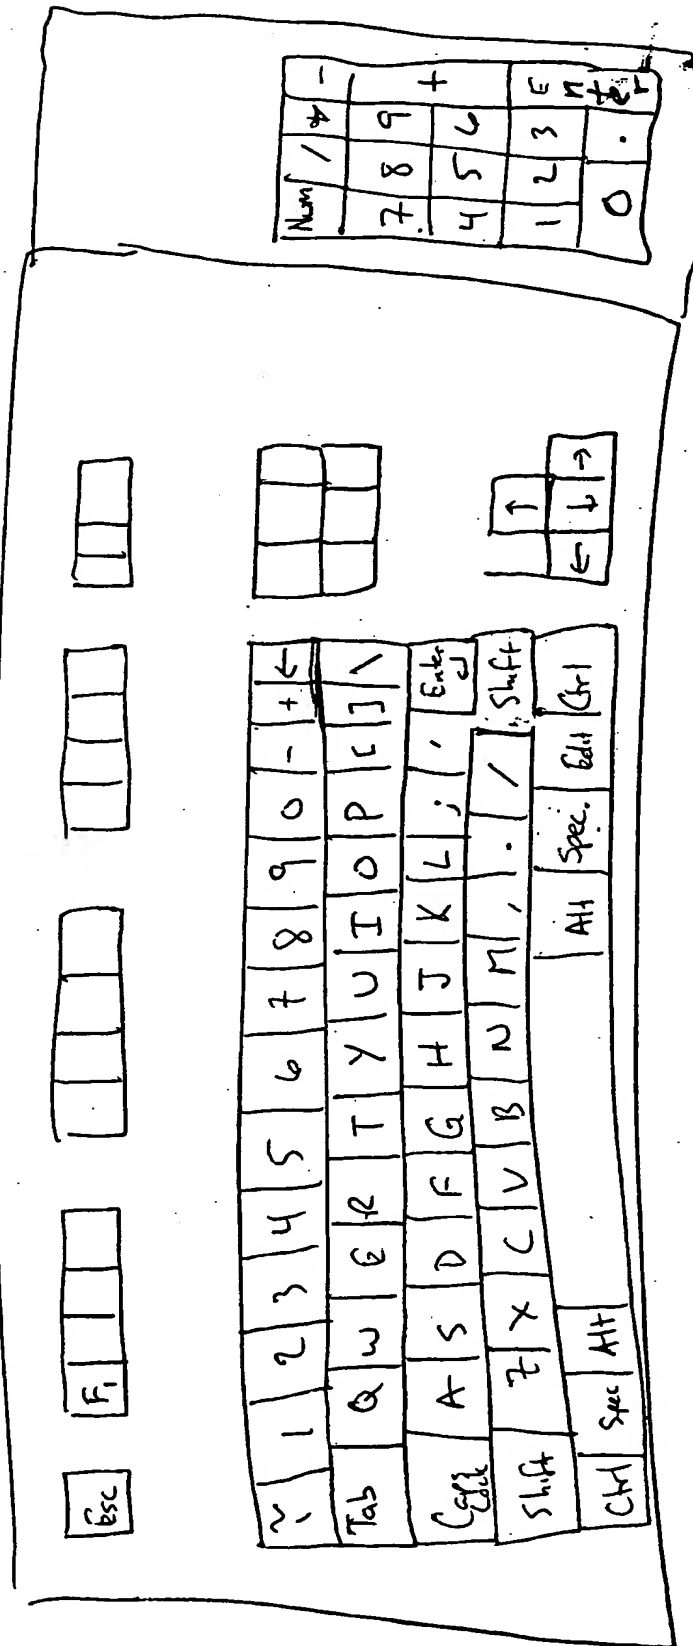 Esc F1
~ ` 1 2 3 4 5 6 7 8 9 0 - + ←
Tab Q W E R T Y U I O P [ ] \
Caps Lock A S D F G H J K L ; ' Enter ↵
Shift Z X C V B N M , . / Shift
Ctrl Spec Alt Alt Spec. Edit Ctrl
↑
← ↓ →
Num / * -
7 8 9 +
4 5 6
1 2 3 Enter
0 .